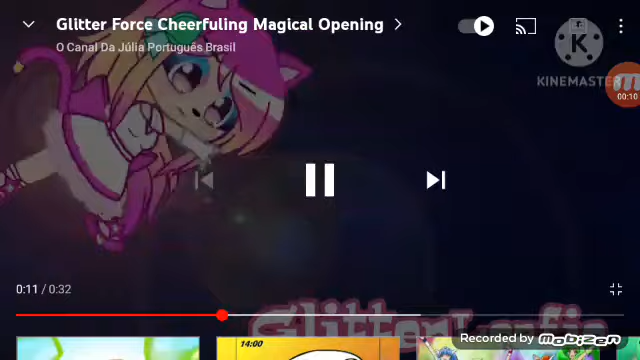 Glitter Force Cheerfuling Magical Opening
O Canal Da Júlia Português Brasil
K
KINEMASTER
00:10
0:11 / 0:32
Glitter
Recorded by MOBIZEN
14:00